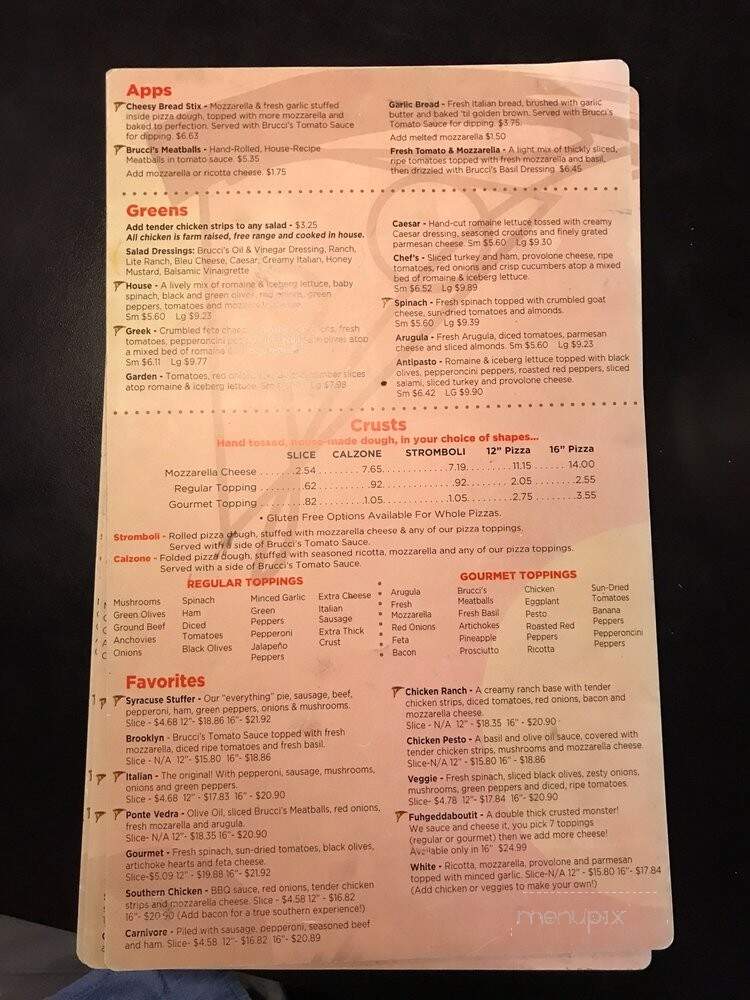 Apps
Cheesy Bread Stix - Mozzarella & fresh garlic stuffed
inside pizza dough, topped with more mozzarella and
baked to perfection. Served with Brucci's Tomato Sauce
for dipping. $6.63
Brucci's Meatballs - Hand-Rolled, House-Recipe
Meatballs in tomato sauce. $5.35
Add mozzarella or ricotta cheese. $1.75
Garlic Bread - Fresh Italian bread, brushed with garlic
butter and baked 'til golden brown. Served with Brucci's
Tomato Sauce for dipping. $3.75
Add melted mozzarella $1.50
Fresh Tomato & Mozzarella - A light mix of thickly sliced,
ripe tomatoes topped with fresh mozzarella and basil,
then drizzled with Brucci's Basil Dressing $6.45
Greens
Add tender chicken strips to any salad - $3.25
All chicken is farm raised, free range and cooked in house.
Salad Dressings: Brucci's Oil & Vinegar Dressing, Ranch,
Lite Ranch, Bleu Cheese, Caesar, Creamy Italian, Honey
Mustard, Balsamic Vinaigrette
House - A lively mix of romaine & iceberg lettuce, baby
spinach, black and green olives, red onions, green
peppers, tomatoes and
Sm $5.60 Lg $9.23
Greek - Crumbled feta fresh
tomatoes, pepperoncini olives atop
a mixed bed of romaine
Sm $6.11 Lg $9.77
Garden - Tomatoes, red slices
atop romaine & iceberg lettuce. Lg $7.98
Caesar - Hand-cut romaine lettuce tossed with creamy
Caesar dressing, seasoned croutons and finely grated
parmesan cheese. Sm $5.60 Lg $9.30
Chef's - Sliced turkey and ham, provolone cheese, ripe
tomatoes, red onions and crisp cucumbers atop a mixed
bed of romaine & iceberg lettuce.
Sm $6.52 Lg $9.89
Spinach - Fresh spinach topped with crumbled goat
cheese, sun-dried tomatoes and almonds.
Sm $5.60 Lg $9.39
Arugula - Fresh Arugula, diced tomatoes, parmesan
cheese and sliced almonds. Sm $5.60 Lg $9.23
Antipasto - Romaine & iceberg lettuce topped with black
olives, pepperoncini peppers, roasted red peppers, sliced
salami, sliced turkey and provolone cheese.
Sm $6.42 LG $9.90
Crusts
Hand tossed, house-made dough, in your choice of shapes...
SLICE CALZONE STROMBOLI 12" Pizza 16" Pizza
Mozzarella Cheese 2.54 7.65 7.19 11.15 14.00
Regular Topping .62 .92 .92 2.05 2.55
Gourmet Topping .82 1.05 1.05 2.75 3.55
• Gluten Free Options Available For Whole Pizzas.
Stromboli - Rolled pizza dough, stuffed with mozzarella cheese & any of our pizza toppings.
Served with a side of Brucci's Tomato Sauce.
Calzone - Folded pizza dough, stuffed with seasoned ricotta, mozzarella and any of our pizza toppings.
Served with a side of Brucci's Tomato Sauce.
REGULAR TOPPINGS
Mushrooms
Green Olives
Ground Beef
Anchovies
Onions
Spinach
Ham
Diced
Tomatoes
Black Olives
Minced Garlic
Green
Peppers
Pepperoni
Jalapeño
Peppers
Extra Cheese
Italian
Sausage
Extra Thick
Crust
GOURMET TOPPINGS
Arugula
Fresh
Mozzarella
Red Onions
Feta
Bacon
Brucci's
Meatballs
Fresh Basil
Artichokes
Pineapple
Prosciutto
Chicken
Eggplant
Pesto
Roasted Red
Peppers
Ricotta
Sun-Dried
Tomatoes
Banana
Peppers
Pepperoncini
Peppers
Favorites
Syracuse Stuffer - Our "everything" pie, sausage, beef,
pepperoni, ham, green peppers, onions & mushrooms.
Slice - $4.68 12"- $18.86 16"- $21.92
Brooklyn - Brucci's Tomato Sauce topped with fresh
mozzarella, diced ripe tomatoes and fresh basil.
Slice - N/A 12"- $15.80 16"- $18.86
Italian - The original! With pepperoni, sausage, mushrooms,
onions and green peppers.
Slice - $4.68 12"- $17.83 16"- $20.90
Ponte Vedra - Olive Oil, sliced Brucci's Meatballs, red onions,
fresh mozarella and arugula.
Slice- N/A 12"- $18.35 16"- $20.90
Gourmet - Fresh spinach, sun-dried tomatoes, black olives,
artichoke hearts and feta cheese.
Slice-$5.09 12"- $19.88 16"- $21.92
Southern Chicken - BBQ sauce, red onions, tender chicken
strips and mozzarella cheese. Slice - $4.58 12"- $16.82
16"- $20.90 (Add bacon for a true southern experience!)
Carnivore - Piled with sausage, pepperoni, seasoned beef
and ham. Slice- $4.58 12"- $16.82 16"- $20.89
Chicken Ranch - A creamy ranch base with tender
chicken strips, diced tomatoes, red onions, bacon and
mozzarella cheese.
Slice - N/A 12" - $18.35 16" - $20.90
Chicken Pesto - A basil and olive oil sauce, covered with
tender chicken strips, mushrooms and mozzarella cheese.
Slice-N/A 12" - $15.80 16" - $18.86
Veggie - Fresh spinach, sliced black olives, zesty onions,
mushrooms, green peppers and diced, ripe tomatoes.
Slice- $4.78 12"- $17.84 16" - $20.90
Fuhgeddaboutit - A double thick crusted monster!
We sauce and cheese it, you pick 7 toppings
(regular or gourmet) then we add more cheese!
Available only in 16" $24.99
White - Ricotta, mozzarella, provolone and parmesan
topped with minced garlic. Slice-N/A 12" - $15.80 16"- $17.84
(Add chicken or veggies to make your own!)
menupix